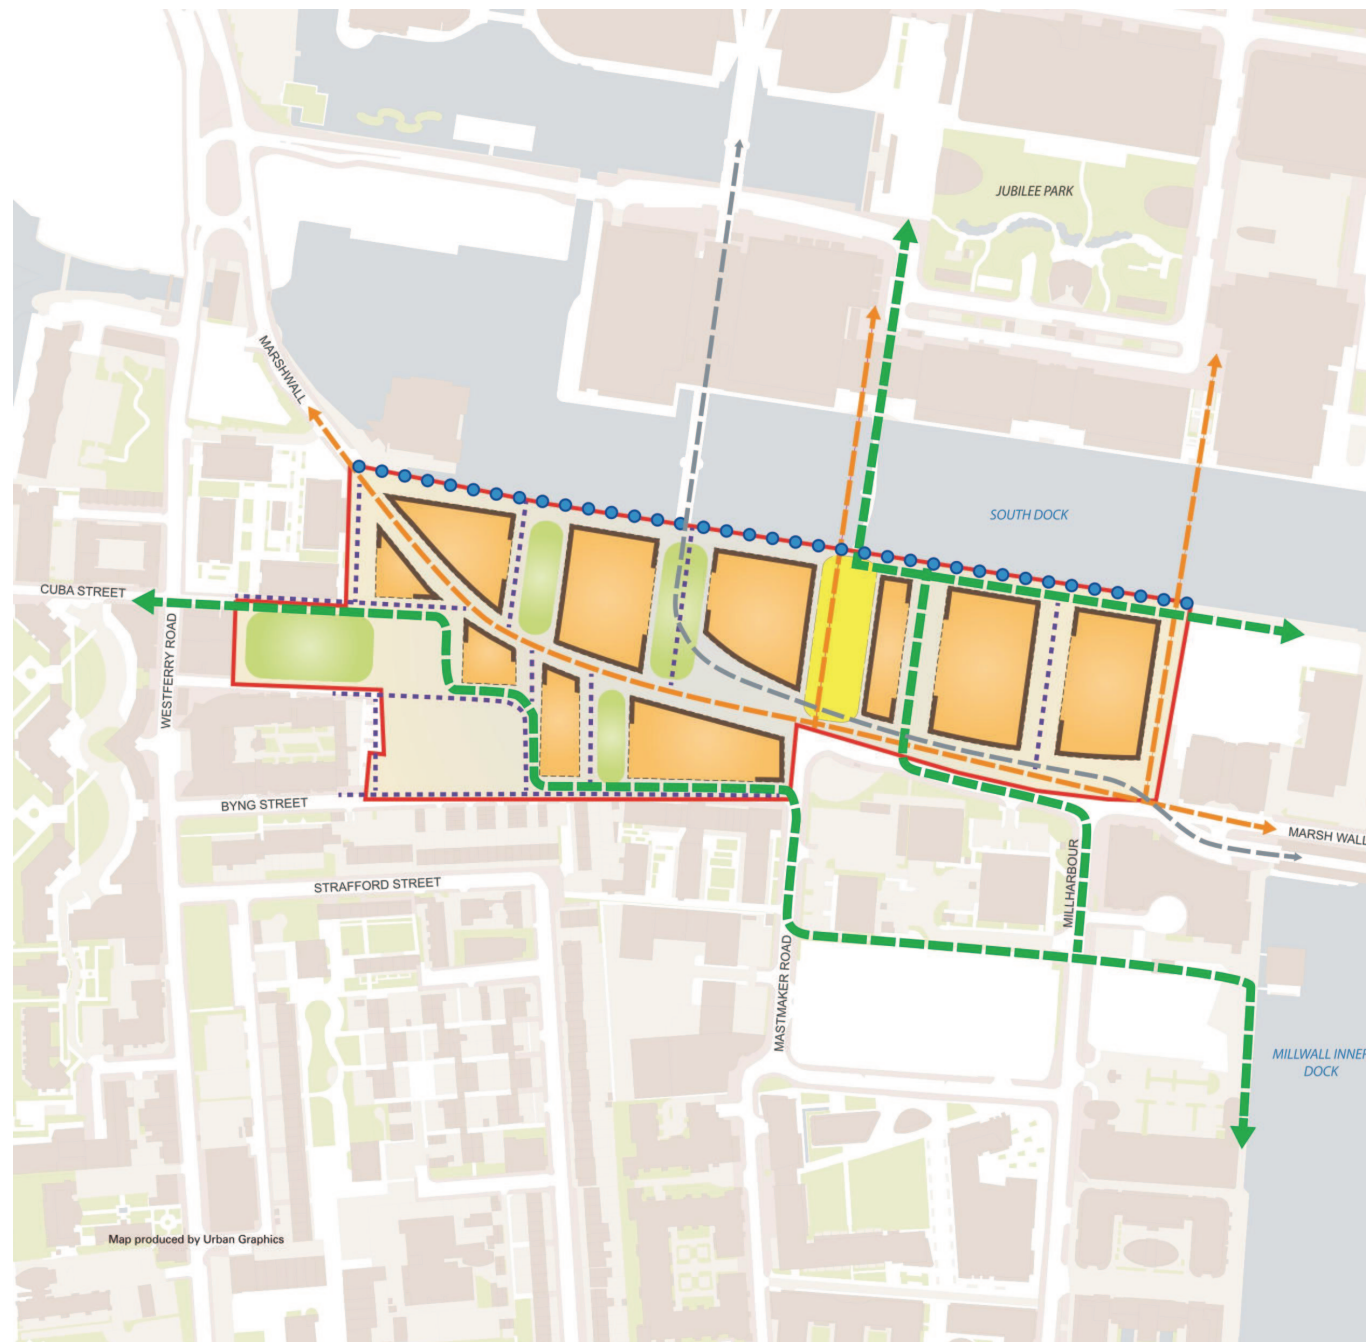 JUBILEE PARK
MARSHWALL
SOUTH DOCK
CUBA STREET
WESTFERRY ROAD
BYNG STREET
MARSH WALL
STRAFFORD STREET
MILLHARBOUR
MASTMAKER ROAD
MILLWALL INNER
DOCK
Map produced by Urban Graphics